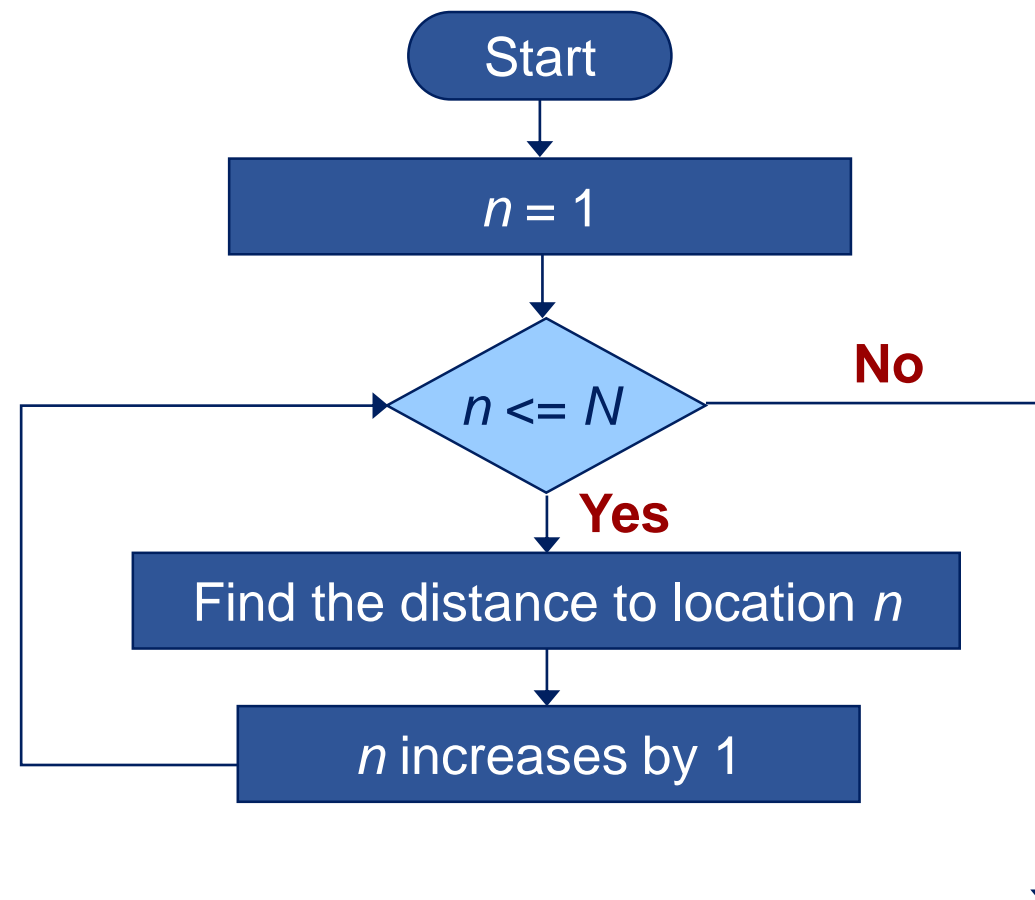 Start
n = 1
n <= N
No
Yes
Find the distance to location n
n increases by 1